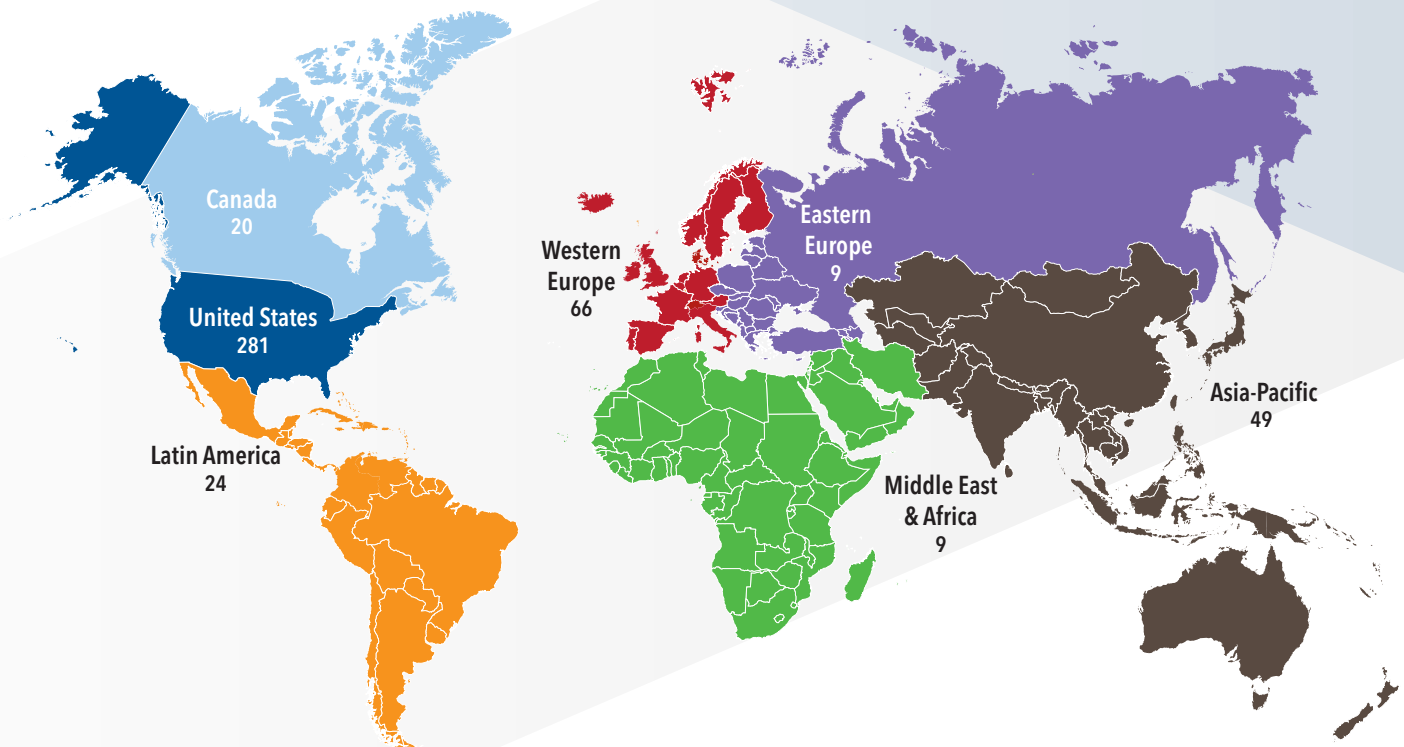 Canada
20
United States
281
Latin America
24
Western
Europe
66
Eastern
Europe
9
Middle East
& Africa
9
Asia-Pacific
49